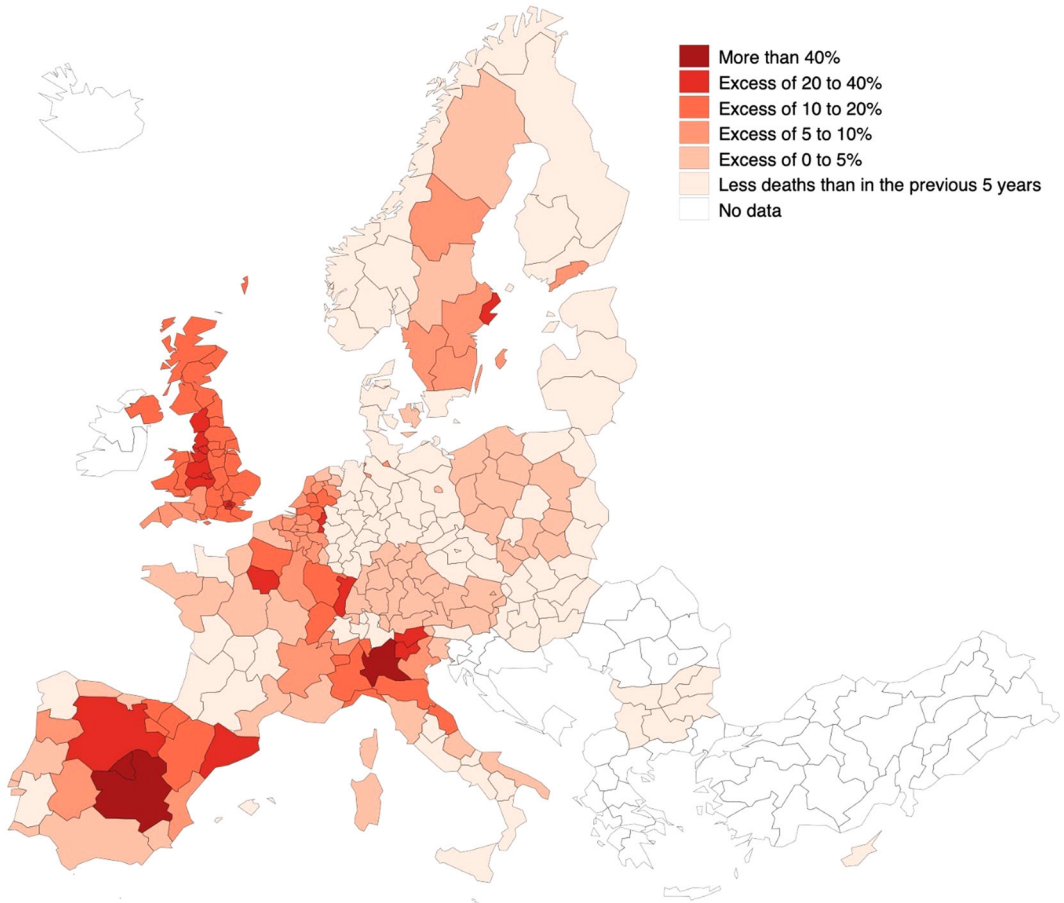 More than 40%
Excess of 20 to 40%
Excess of 10 to 20%
Excess of 5 to 10%
Excess of 0 to 5%
Less deaths than in the previous 5 years
No data